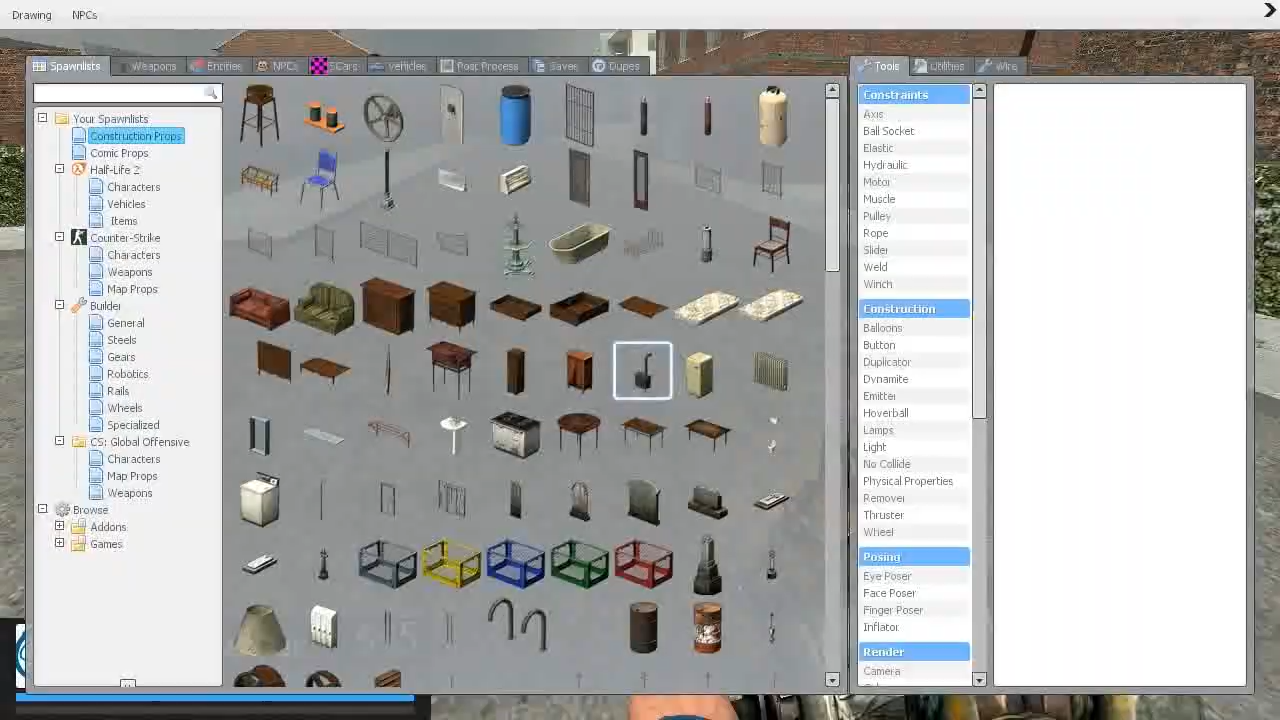 Drawing NPCs
Spawnlists Weapons Entities NPCs SCars Vehicles Post Process Saves Dupes
Tools Utilities Wire
Your Spawnlists
Construction Props
Comic Props
Half-Life 2
Characters
Vehicles
Items
Counter-Strike
Characters
Weapons
Map Props
Builder
General
Steels
Gears
Robotics
Rails
Wheels
Specialized
CS: Global Offensive
Characters
Map Props
Weapons
Browse
Addons
Games
Constraints
Axis
Ball Socket
Elastic
Hydraulic
Motor
Muscle
Pulley
Rope
Slider
Weld
Winch
Construction
Balloons
Button
Duplicator
Dynamite
Emitter
Hoverball
Lamps
Light
No Collide
Physical Properties
Remover
Thruster
Wheel
Posing
Eye Poser
Face Poser
Finger Poser
Inflator
Render
Camera